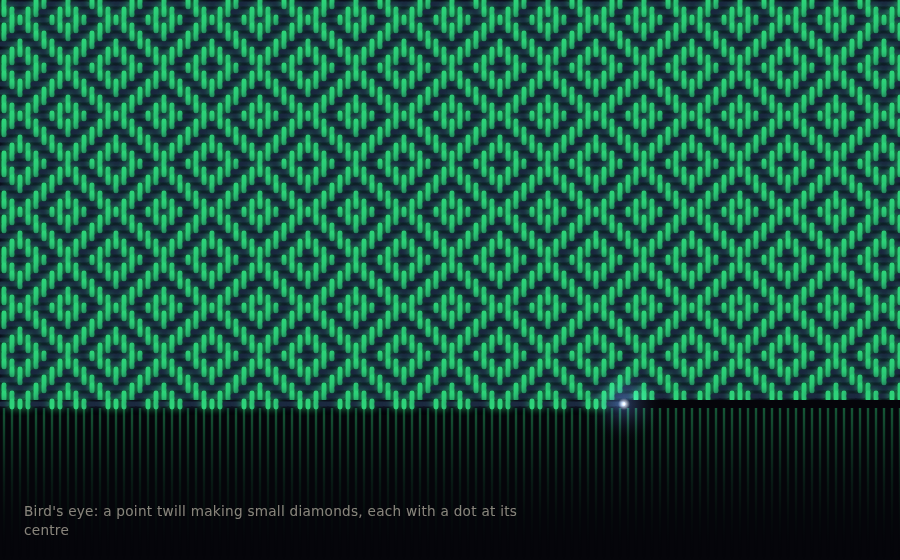 Bird's eye: a point twill making small diamonds, each with a dot at its
centre